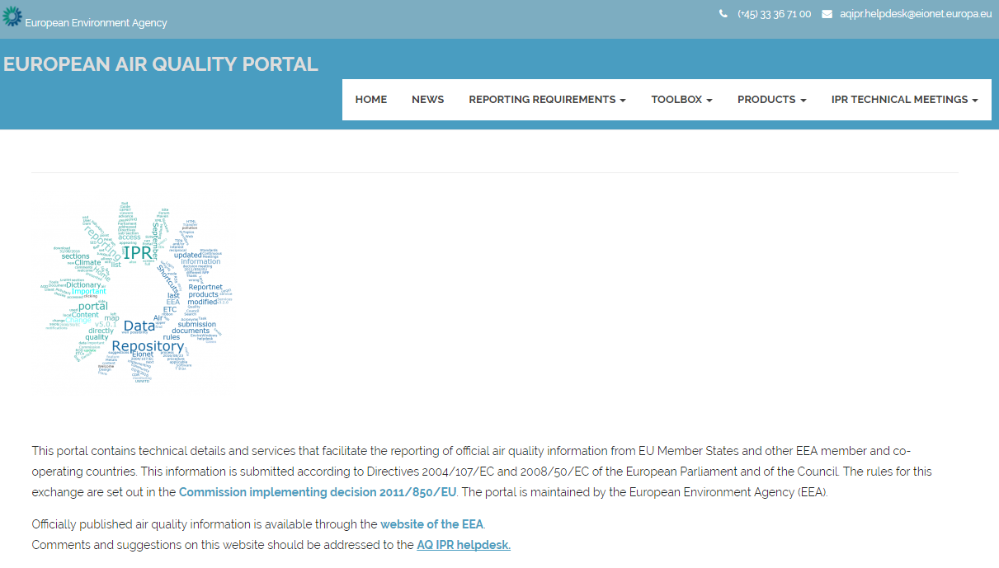 European Environment Agency
(+45) 33 36 71 00 aqipr.helpdesk@eionet.europa.eu
EUROPEAN AIR QUALITY PORTAL
HOME NEWS REPORTING REQUIREMENTS TOOLBOX PRODUCTS IPR TECHNICAL MEETINGS
access
September
reporting
IPR
list
sections
Climate
Home
updated
Information
Shortcuts
Dictionary
Important
portal
Content
map
Change
v5.0.1
directly
quality
last
Reportnet
products
EEA
modified
ETC
Air
Data
submission
documents
rules
Repository
Eionet
This portal contains technical details and services that facilitate the reporting of official air quality information from EU Member States and other EEA member and co-
operating countries. This information is submitted according to Directives 2004/107/EC and 2008/50/EC of the European Parliament and of the Council. The rules for this
exchange are set out in the Commission implementing decision 2011/850/EU. The portal is maintained by the European Environment Agency (EEA).
Officially published air quality information is available through the website of the EEA.
Comments and suggestions on this website should be addressed to the AQ IPR helpdesk.